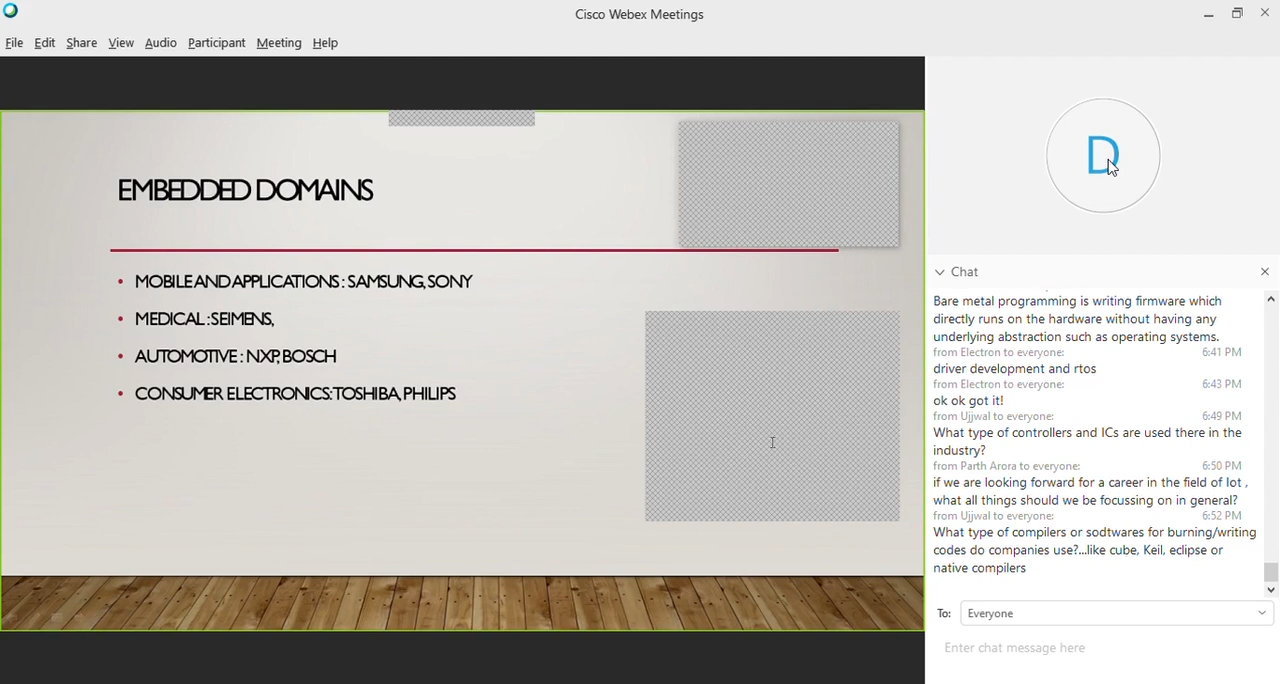 Cisco Webex Meetings
File Edit Share View Audio Participant Meeting Help
EMBEDDED DOMAINS
• MOBILE AND APPLICATIONS : SAMSUNG, SONY
• MEDICAL : SEIMENS,
• AUTOMOTIVE : NXP, BOSCH
• CONSUMER ELECTRONICS: TOSHIBA, PHILIPS
D
Chat
Bare metal programming is writing firmware which
directly runs on the hardware without having any
underlying abstraction such as operating systems.
from Electron to everyone: 6:41 PM
driver development and rtos
from Electron to everyone: 6:43 PM
ok ok got it!
from Ujjwal to everyone: 6:49 PM
What type of controllers and ICs are used there in the
industry?
from Parth Arora to everyone: 6:50 PM
if we are looking forward for a career in the field of Iot ,
what all things should we be focussing on in general?
from Ujjwal to everyone: 6:52 PM
What type of compilers or sodtwares for burning/writing
codes do companies use?...like cube, Keil, eclipse or
native compilers
To: Everyone
Enter chat message here